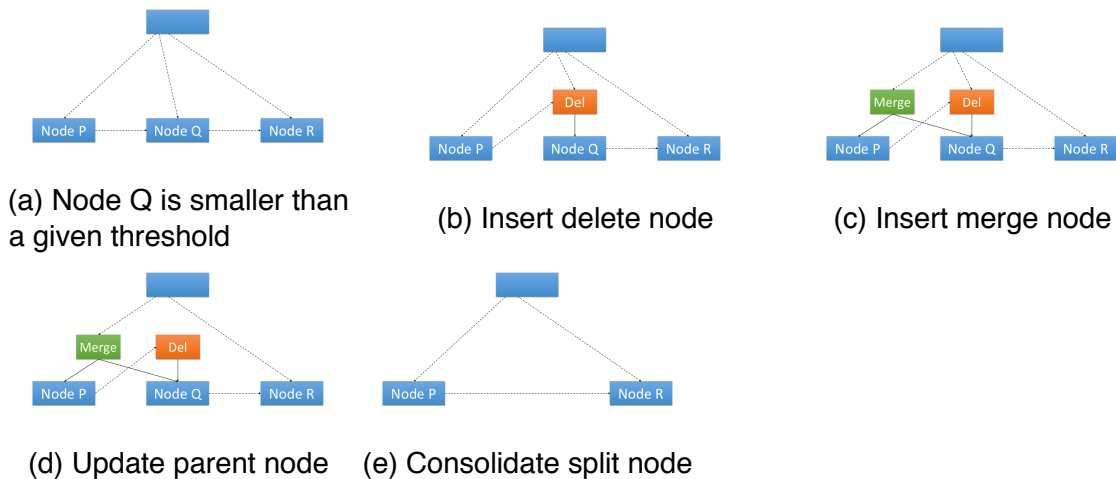 Node P
Node Q
Node R
(a) Node Q is smaller than
a given threshold
Del
Node P
Node Q
Node R
(b) Insert delete node
Merge
Del
Node P
Node Q
Node R
(c) Insert merge node
Merge
Del
Node P
Node Q
Node R
(d) Update parent node
Node P
Node R
(e) Consolidate split node